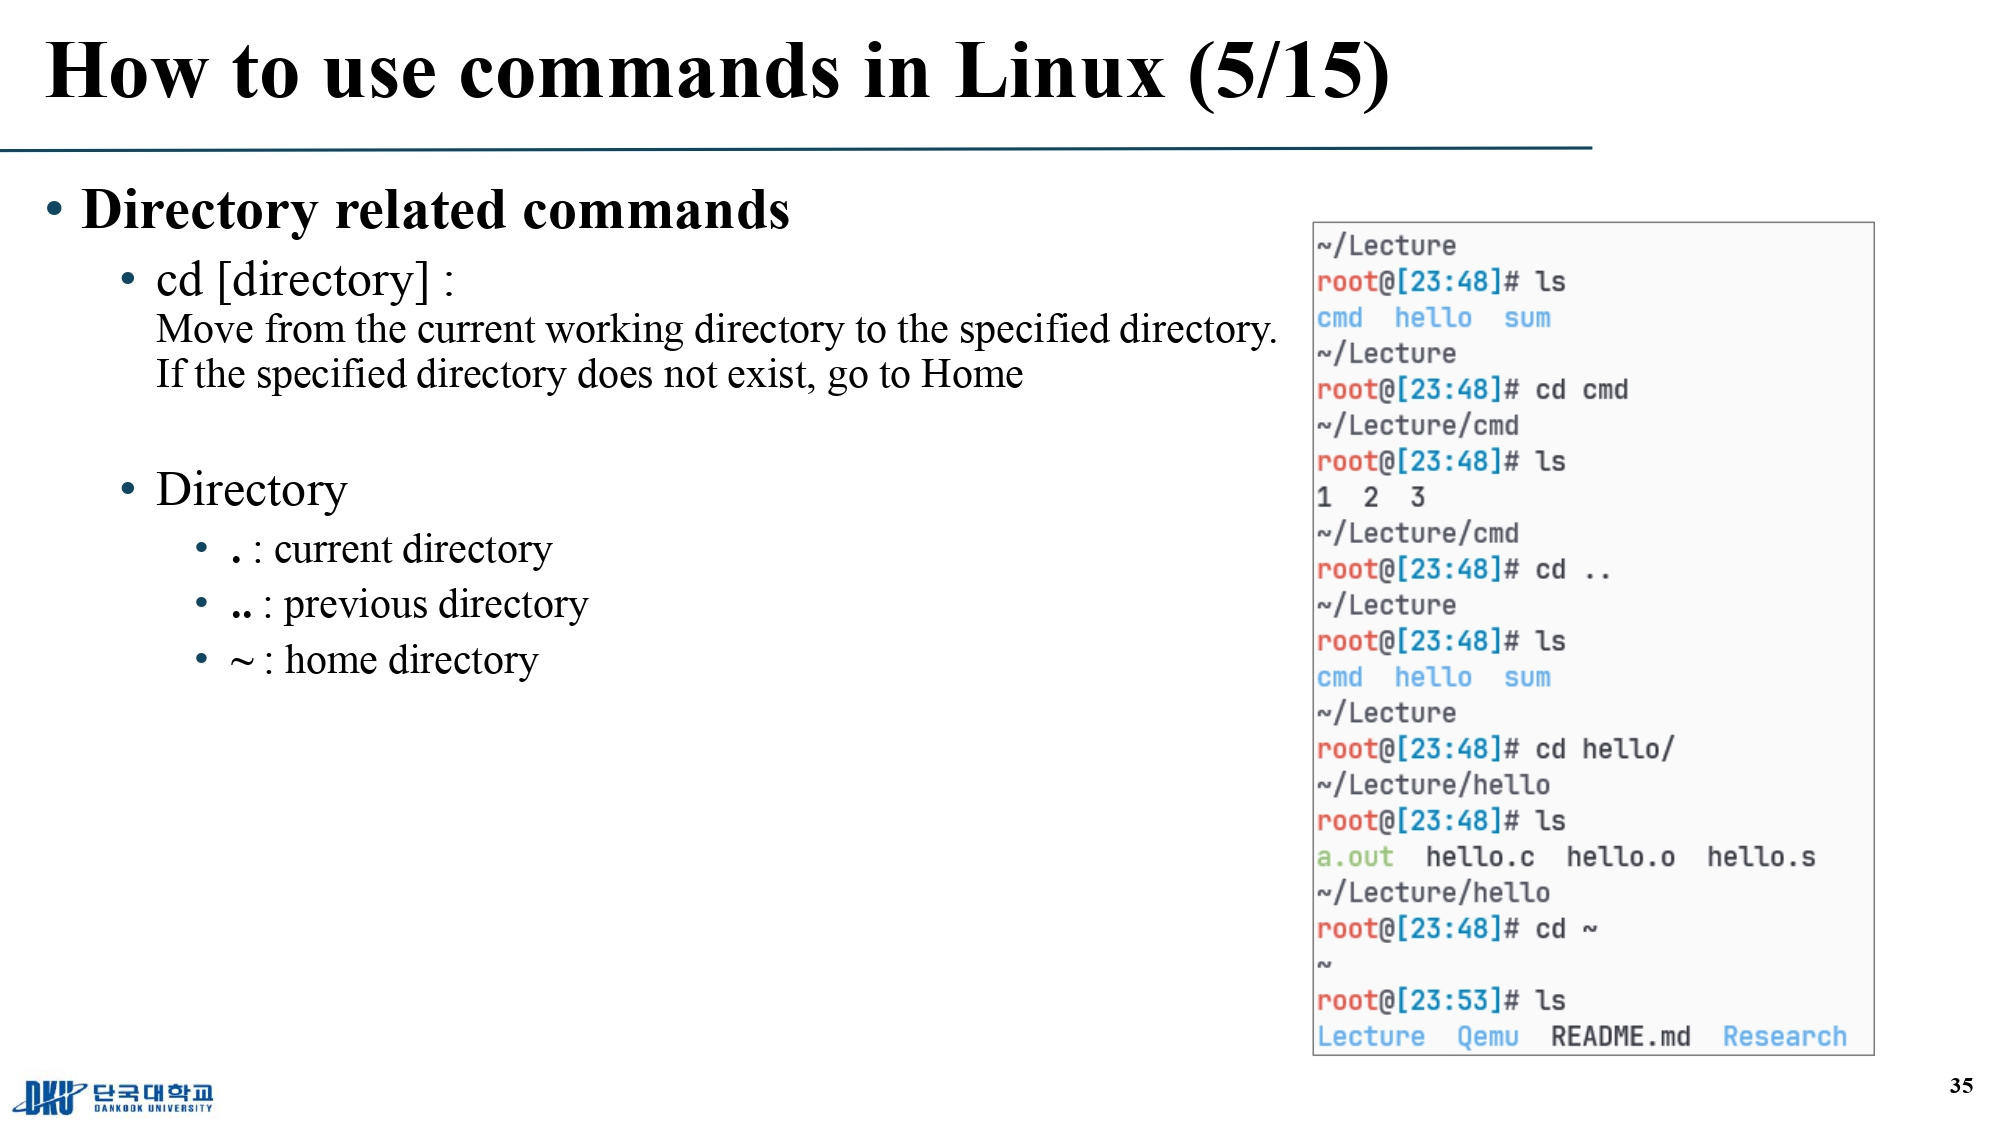 How to use commands in Linux (5/15)
• Directory related commands
• cd [directory] :
Move from the current working directory to the specified directory.
If the specified directory does not exist, go to Home
• Directory
• . : current directory
• .. : previous directory
• ~ : home directory
~/Lecture
root@[23:48]# ls
cmd  hello  sum
~/Lecture
root@[23:48]# cd cmd
~/Lecture/cmd
root@[23:48]# ls
1  2  3
~/Lecture/cmd
root@[23:48]# cd ..
~/Lecture
root@[23:48]# ls
cmd  hello  sum
~/Lecture
root@[23:48]# cd hello/
~/Lecture/hello
root@[23:48]# ls
a.out  hello.c  hello.o  hello.s
~/Lecture/hello
root@[23:48]# cd ~
~
root@[23:53]# ls
Lecture  Qemu  README.md  Research
DKU 단국대학교
DANKOOK UNIVERSITY
35